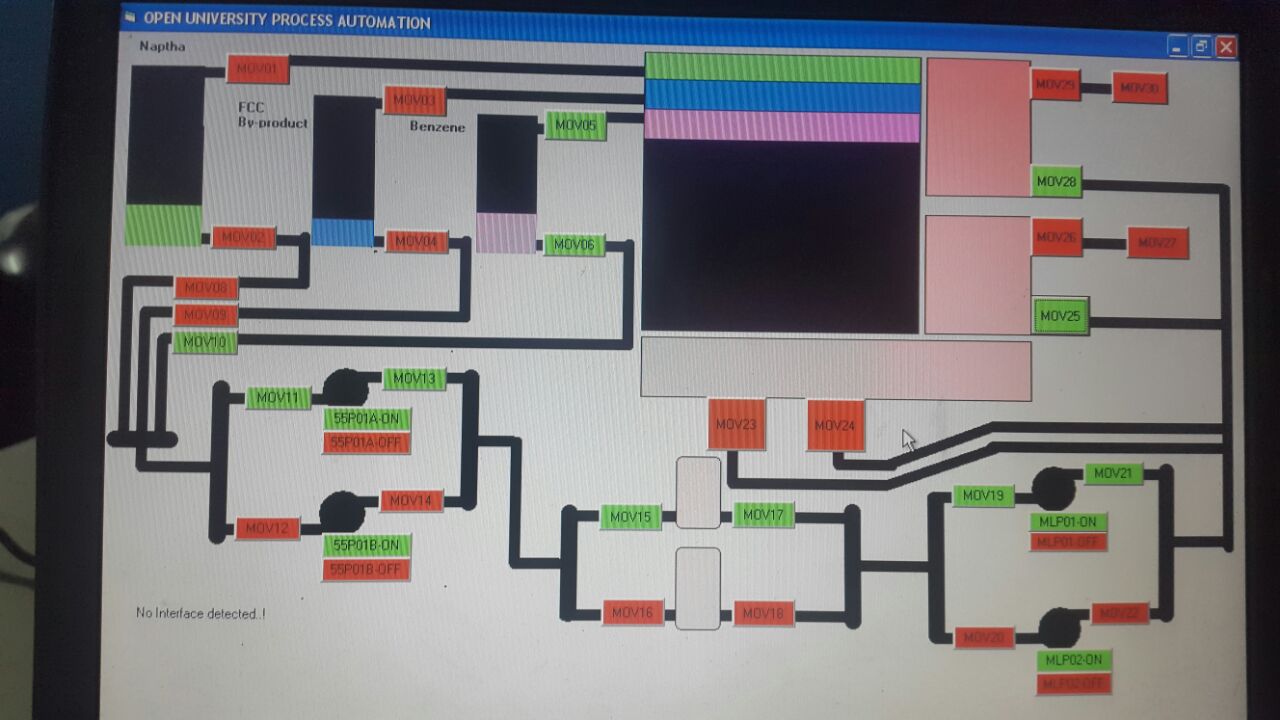 OPEN UNIVERSITY PROCESS AUTOMATION
Naptha
MOV01
FCC
By-product
MOV03
Benzene
MOV05
MOV29
MOV30
MOV28
MOV02
MOV04
MOV06
MOV26
MOV27
MOV08
MOV09
MOV10
MOV25
MOV11
MOV13
55P01A-ON
55P01A-OFF
MOV23
MOV24
MOV12
MOV14
55P01B-ON
55P01B-OFF
MOV15
MOV17
MOV16
MOV18
MOV19
MOV21
MLP01-ON
MLP01-OFF
MOV20
MOV22
MLP02-ON
MLP02-OFF
No Interface detected..!